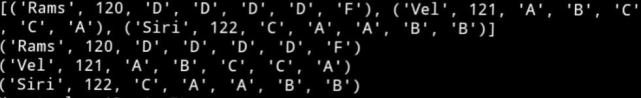 [('Rams', 120, 'D', 'D', 'D', 'D', 'F'), ('Vel', 121, 'A', 'B', 'C'
, 'C', 'A'), ('Siri', 122, 'C', 'A', 'A', 'B', 'B')]
('Rams', 120, 'D', 'D', 'D', 'D', 'F')
('Vel', 121, 'A', 'B', 'C', 'C', 'A')
('Siri', 122, 'C', 'A', 'A', 'B', 'B')